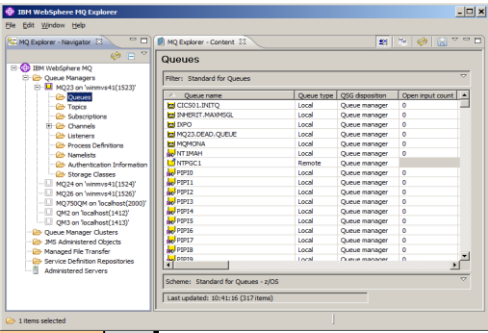 IBM WebSphere MQ Explorer
File Edit Window Help
MQ Explorer - Navigator
IBM WebSphere MQ
Queue Managers
MQ23 on 'winmvs41(1523)'
Queues
Topics
Subscriptions
Channels
Listeners
Process Definitions
Namelists
Authentication Information
Storage Classes
MQ24 on 'winmvs41(1524)'
MQ26 on 'winmvs41(1526)'
MQ750QM on 'localhost(2000)'
QM2 on 'localhost(1412)'
QM3 on 'localhost(1413)'
Queue Manager Clusters
JMS Administered Objects
Managed File Transfer
Service Definition Repositories
Administered Servers
MQ Explorer - Content
Queues
Filter: Standard for Queues
Queue name Queue type QSG disposition Open input count
CICS01.INITQ Local Queue manager 0
INHERIT.MAXMSGL Local Queue manager 0
IXPO Local Queue manager 0
MQ23.DEAD.QUEUE Local Queue manager 0
MQMONA Local Queue manager 0
NT1MAH Local Queue manager 0
NTPGC1 Remote Queue manager
PIPI0 Local Queue manager 0
PIPI1 Local Queue manager 0
PIPI2 Local Queue manager 0
PIPI3 Local Queue manager 0
PIPI4 Local Queue manager 0
PIPI5 Local Queue manager 0
PIPI6 Local Queue manager 0
PIPI7 Local Queue manager 0
PIPI8 Local Queue manager 0
PIPI9 Local Queue manager 0
Scheme: Standard for Queues - z/OS
Last updated: 10:41:16 (317 items)
1 items selected